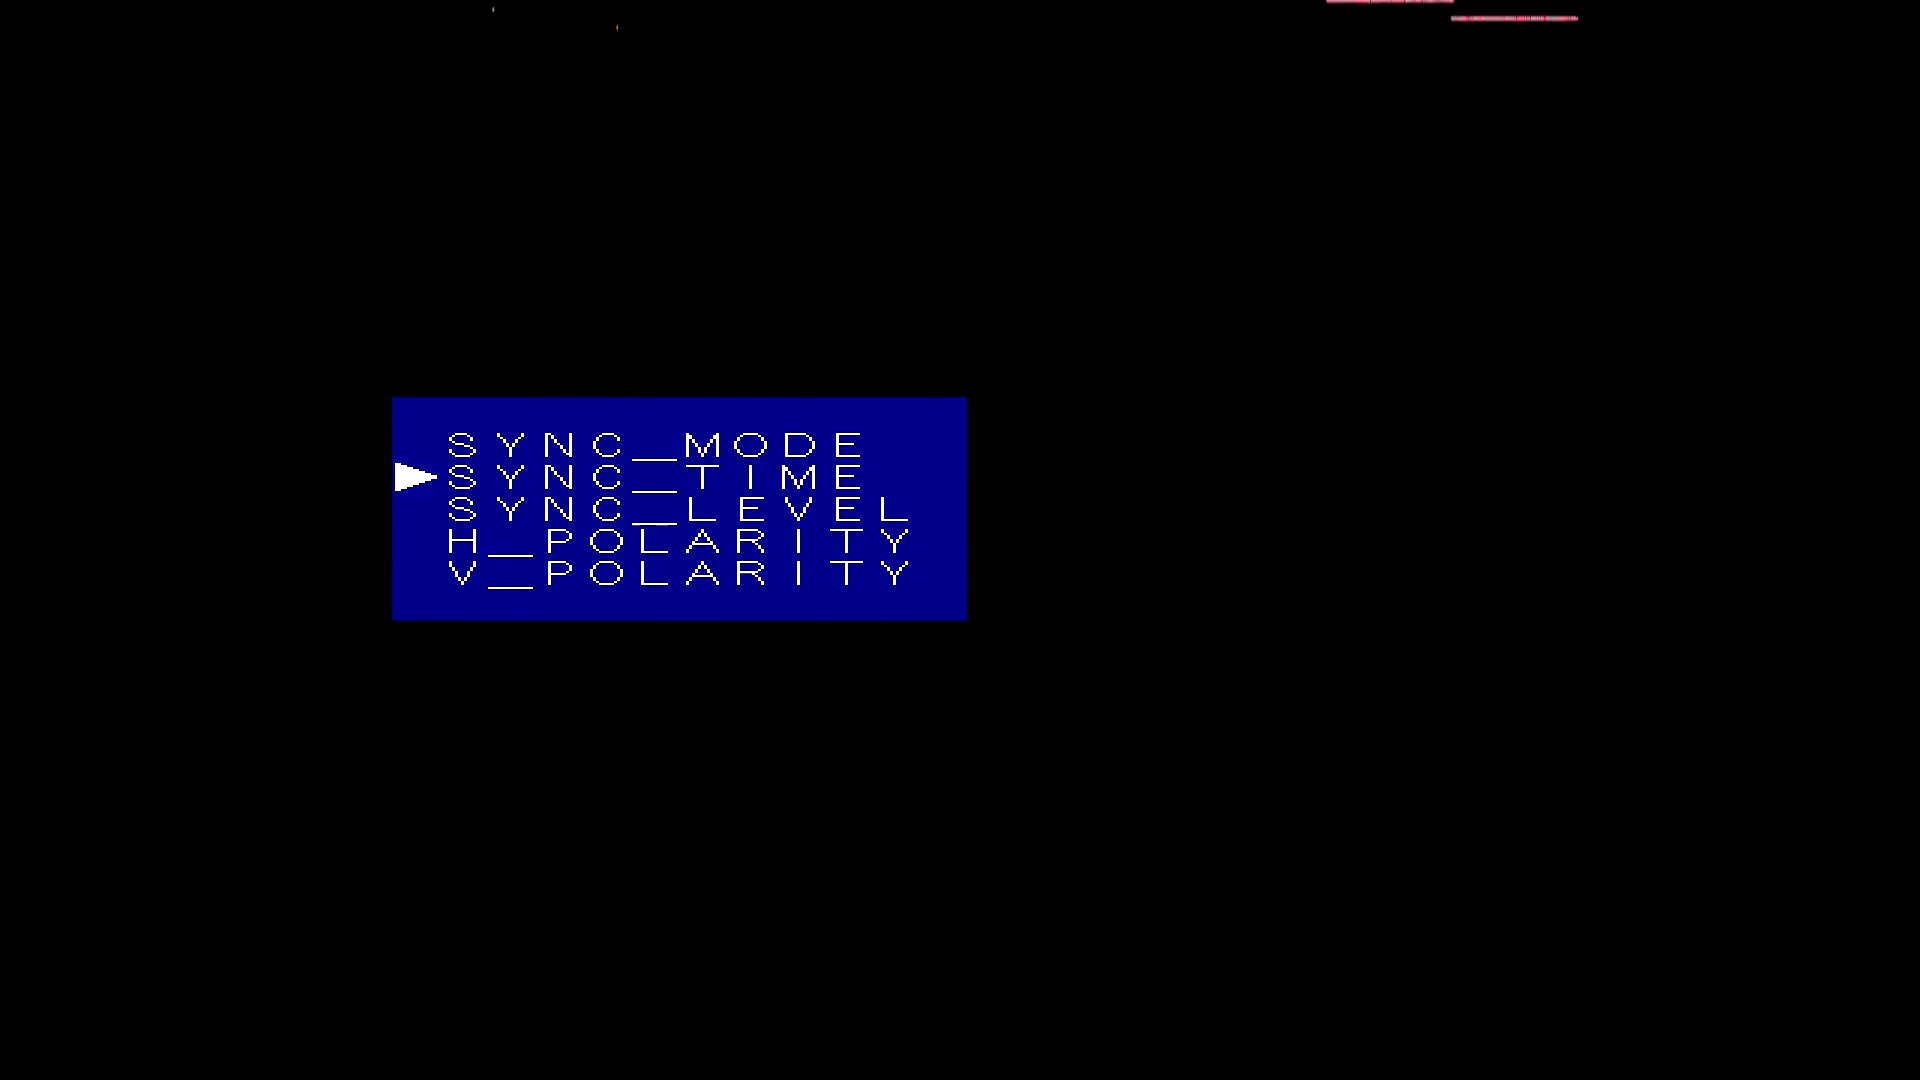 SYNC_MODE
SYNC_TIME
SYNC_LEVEL
H_POLARITY
V_POLARITY